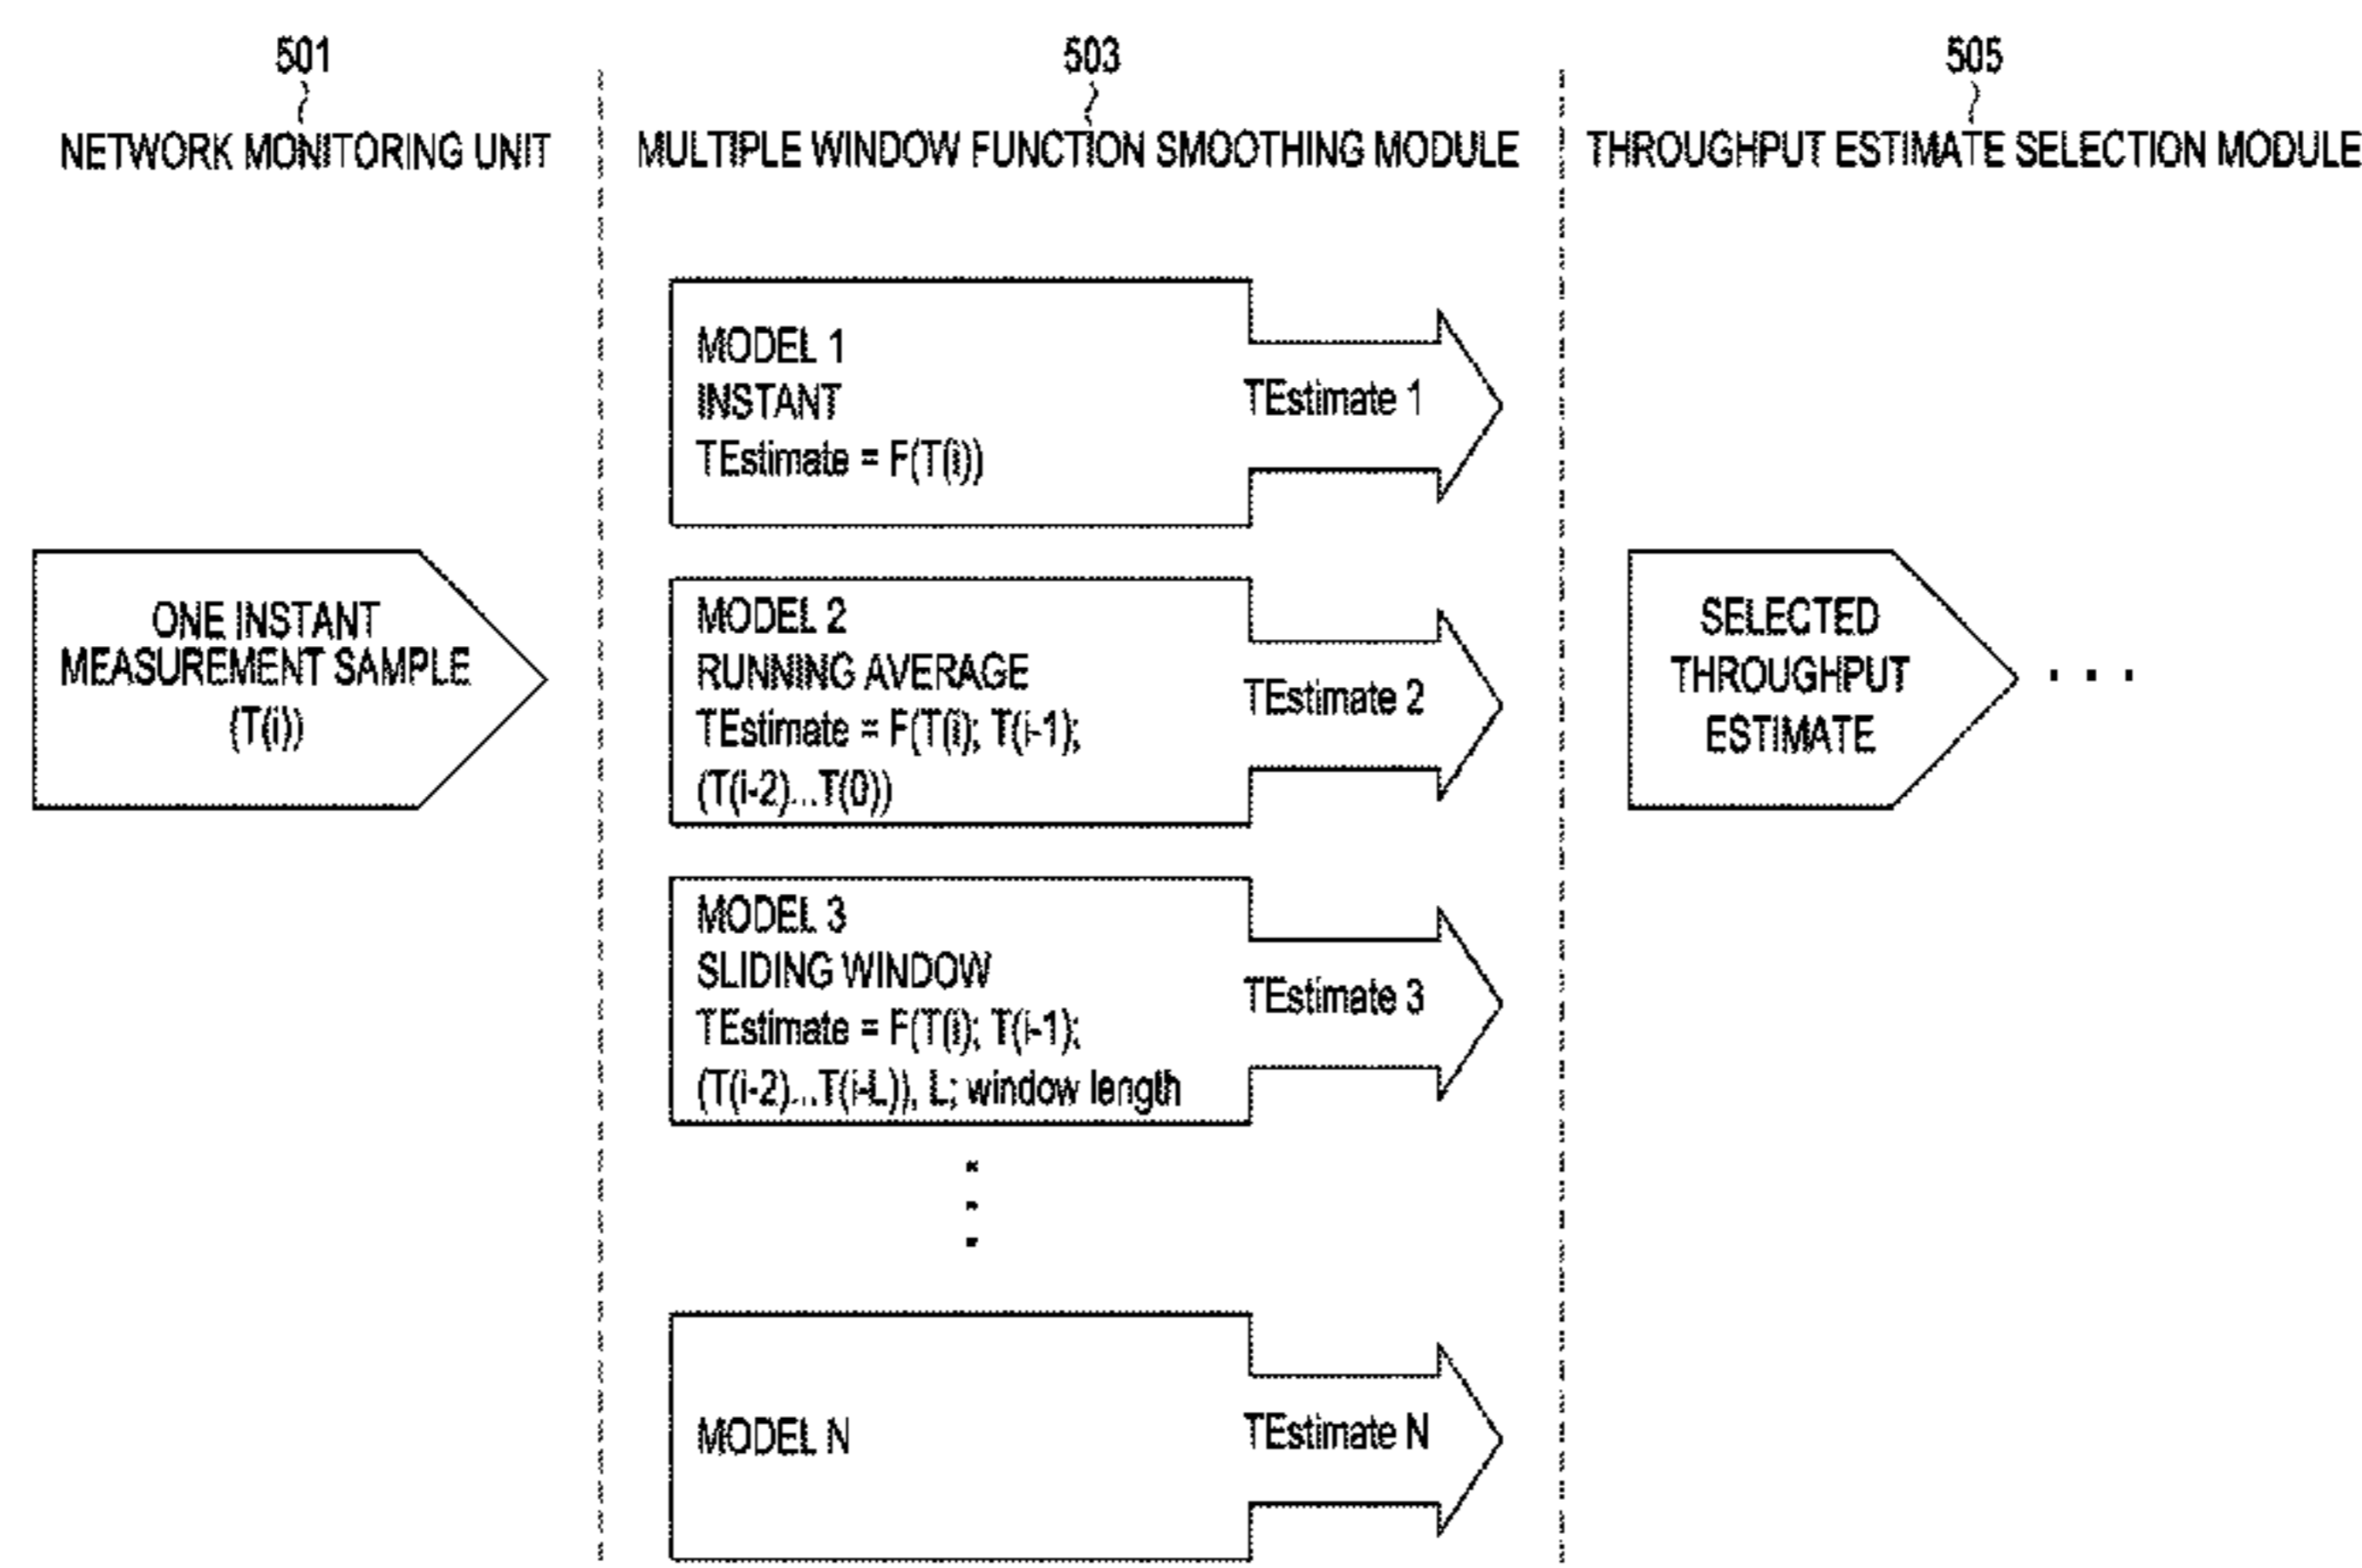 501
NETWORK MONITORING UNIT
503
MULTIPLE WINDOW FUNCTION SMOOTHING MODULE
505
THROUGHPUT ESTIMATE SELECTION MODULE
ONE INSTANT
MEASUREMENT SAMPLE
(T(i))
MODEL 1
INSTANT
TEstimate = F(T(i))
TEstimate 1
MODEL 2
RUNNING AVERAGE
TEstimate = F(T(i); T(i-1);
(T(i-2)...T(0))
TEstimate 2
MODEL 3
SLIDING WINDOW
TEstimate = F(T(i); T(i-1);
(T(i-2)...T(i-L)), L; window length
TEstimate 3
MODEL N
TEstimate N
SELECTED
THROUGHPUT
ESTIMATE